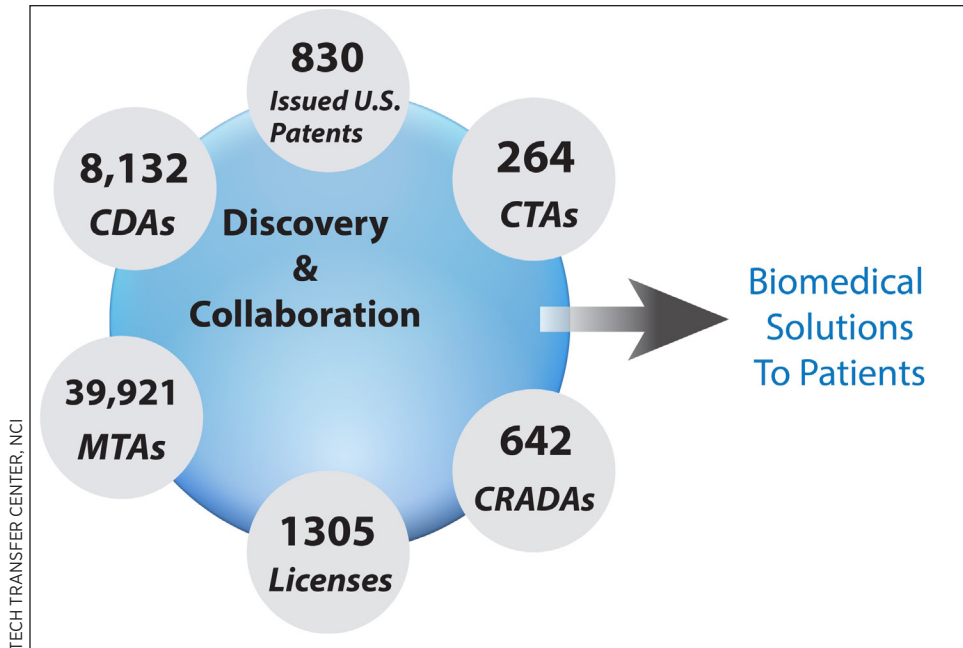 830
Issued U.S.
Patents
8,132
CDAs
264
CTAs
Discovery
&
Collaboration
Biomedical
Solutions
To Patients
39,921
MTAs
642
CRADAs
1305
Licenses
TECH TRANSFER CENTER, NCI